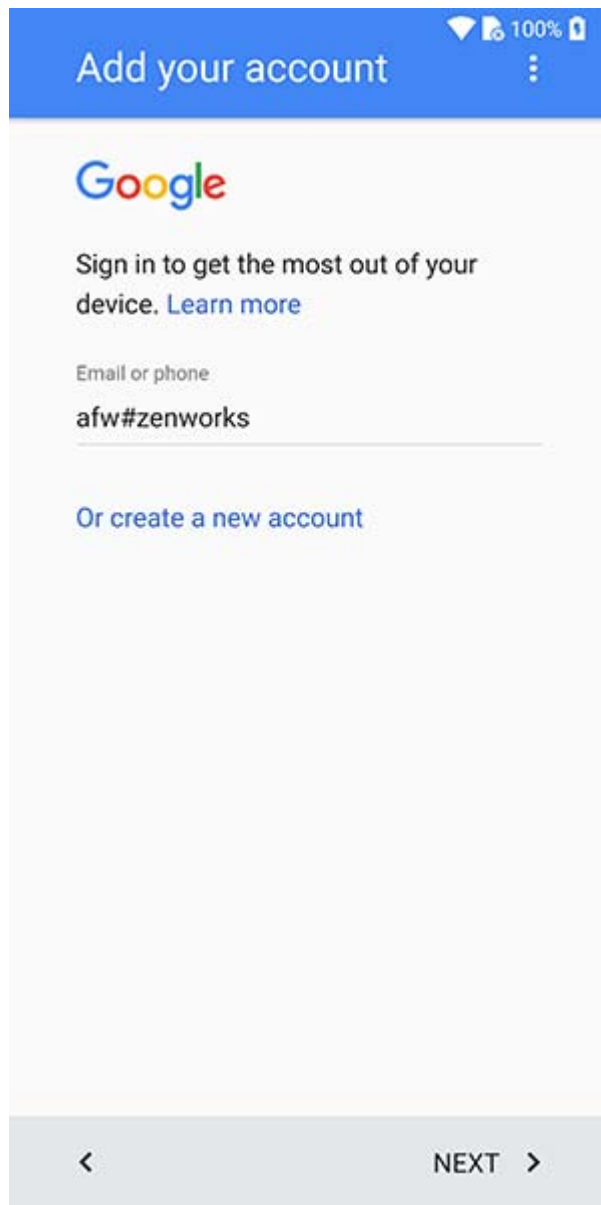 100%
Add your account
Google
Sign in to get the most out of your
device. Learn more
Email or phone
afw#zenworks
Or create a new account
NEXT